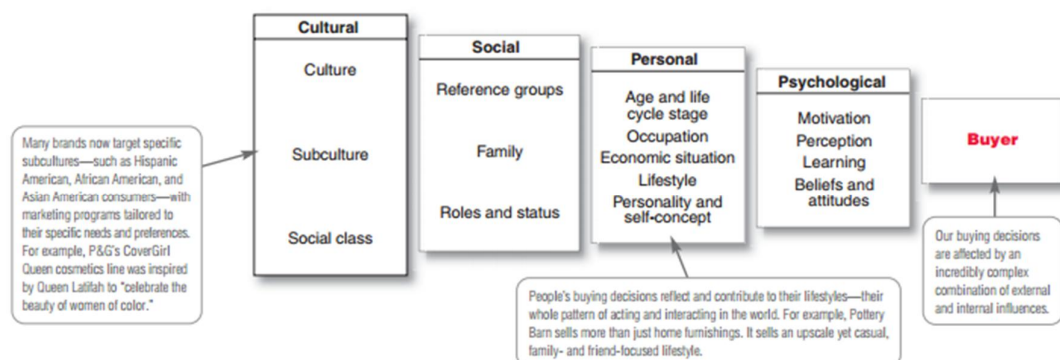 Cultural
Culture
Subculture
Social class
Social
Reference groups
Family
Roles and status
Personal
Age and life
cycle stage
Occupation
Economic situation
Lifestyle
Personality and
self-concept
Psychological
Motivation
Perception
Learning
Beliefs and
attitudes
Buyer
Many brands now target specific
subcultures—such as Hispanic
American, African American, and
Asian American consumers—with
marketing programs tailored to
their specific needs and preferences.
For example, P&G's CoverGirl
Queen cosmetics line was inspired
by Queen Latifah to "celebrate the
beauty of women of color."
People's buying decisions reflect and contribute to their lifestyles—their
whole pattern of acting and interacting in the world. For example, Pottery
Barn sells more than just home furnishings. It sells an upscale yet casual,
family- and friend-focused lifestyle.
Our buying decisions
are affected by an
incredibly complex
combination of external
and internal influences.